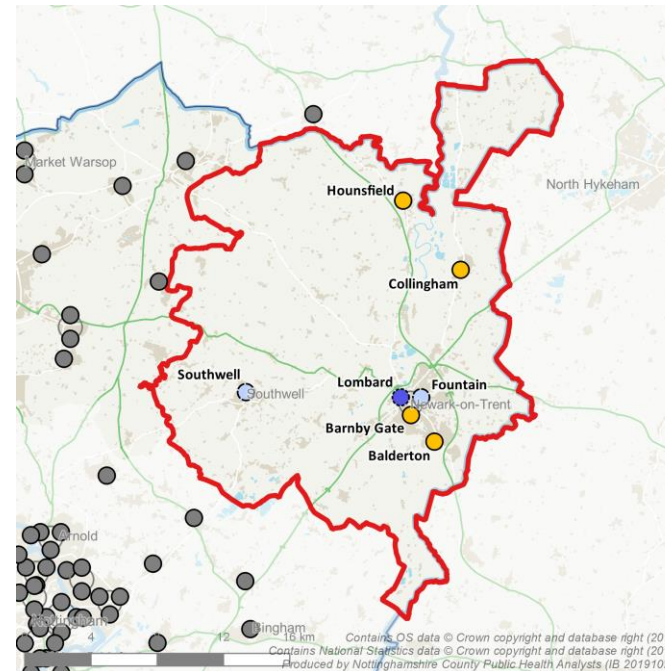 Market Warsop
North Hykeham
Hounsfield
Collingham
Southwell
Southwell
Lombard
Fountain
Newark-on-Trent
Barnby Gate
Balderton
Arnold
Nottingham
Bingham
4
12
16 km
Contains OS data © Crown copyright and database right (20
Contains National Statistics data © Crown copyright and database right (20
Produced by Nottinghamshire County Public Health Analysts (IB 2019)